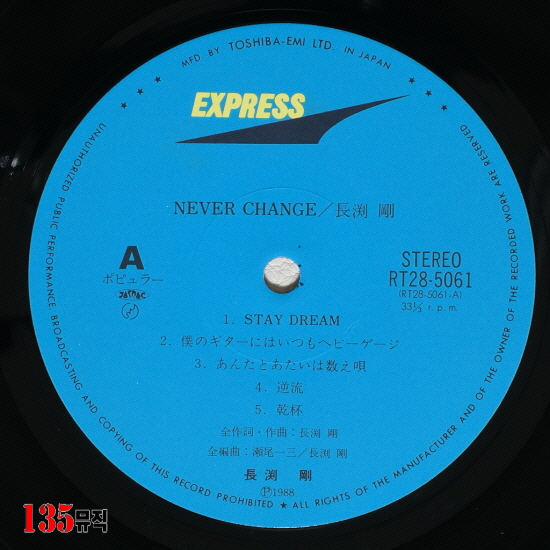 MFD. BY TOSHIBA-EMI LTD. IN JAPAN
EXPRESS
NEVER CHANGE/長渕 剛
A
ポピュラー
JASRAC
STEREO
RT28-5061
(RT28-5061-A)
33⅓ r.p.m.
1. STAY DREAM
2. 僕のギターにはいつもヘビーゲージ
3. あんたとあたいは数え唄
4. 逆流
5. 乾杯
全作詞・作曲:長渕 剛
全編曲:瀬尾一三/長渕 剛
長渕 剛
Ⓟ1988
★ ★ ★ UNAUTHORIZED PUBLIC PERFORMANCE, BROADCASTING AND COPYING OF THIS RECORD PROHIBITED ★ ALL RIGHTS OF THE MANUFACTURER AND OF THE OWNER OF THE RECORDED WORK ARE RESERVED ★ ★ ★
135뮤직